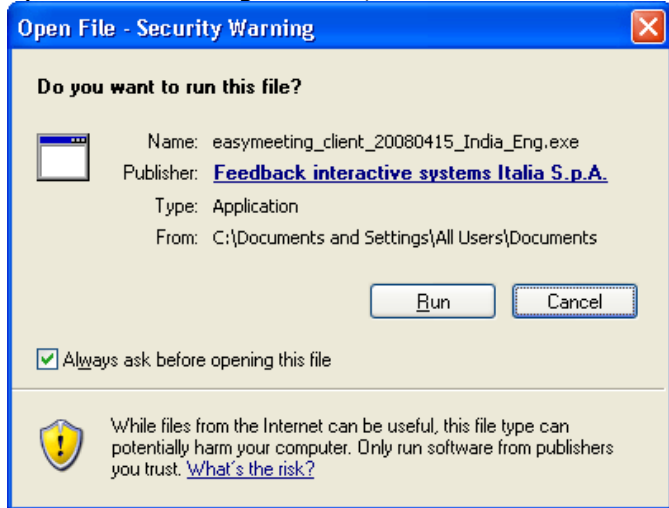 Open File - Security Warning
Do you want to run this file?
Name: easymeeting_client_20080415_India_Eng.exe
Publisher: Feedback interactive systems Italia S.p.A.
Type: Application
From: C:\Documents and Settings\All Users\Documents
Run Cancel
Always ask before opening this file
While files from the Internet can be useful, this file type can
potentially harm your computer. Only run software from publishers
you trust. What's the risk?